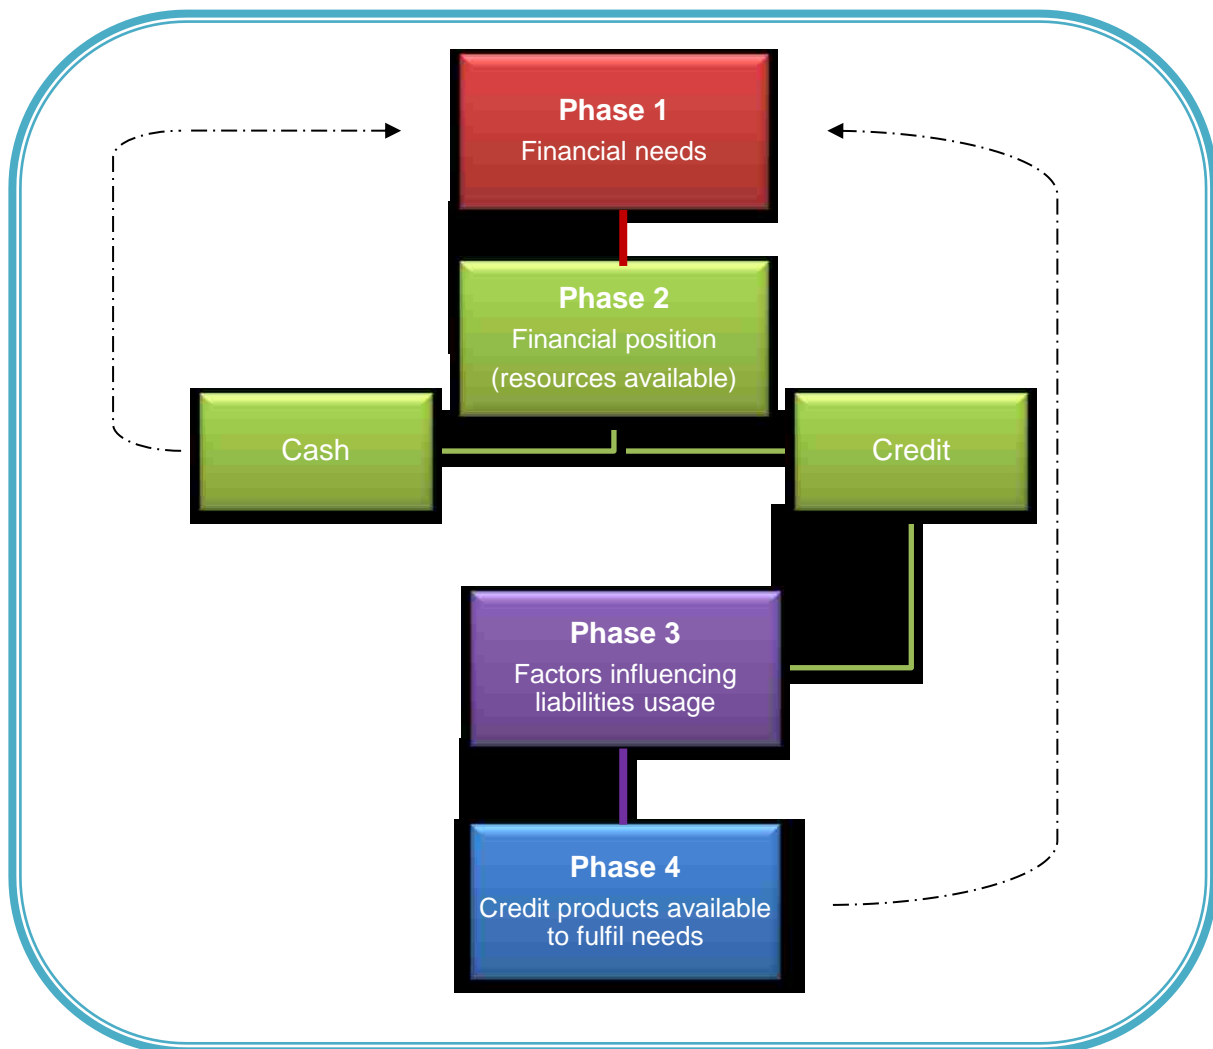 Phase 1
Financial needs
Phase 2
Financial position
(resources available)
Cash
Credit
Phase 3
Factors influencing
liabilities usage
Phase 4
Credit products available
to fulfil needs